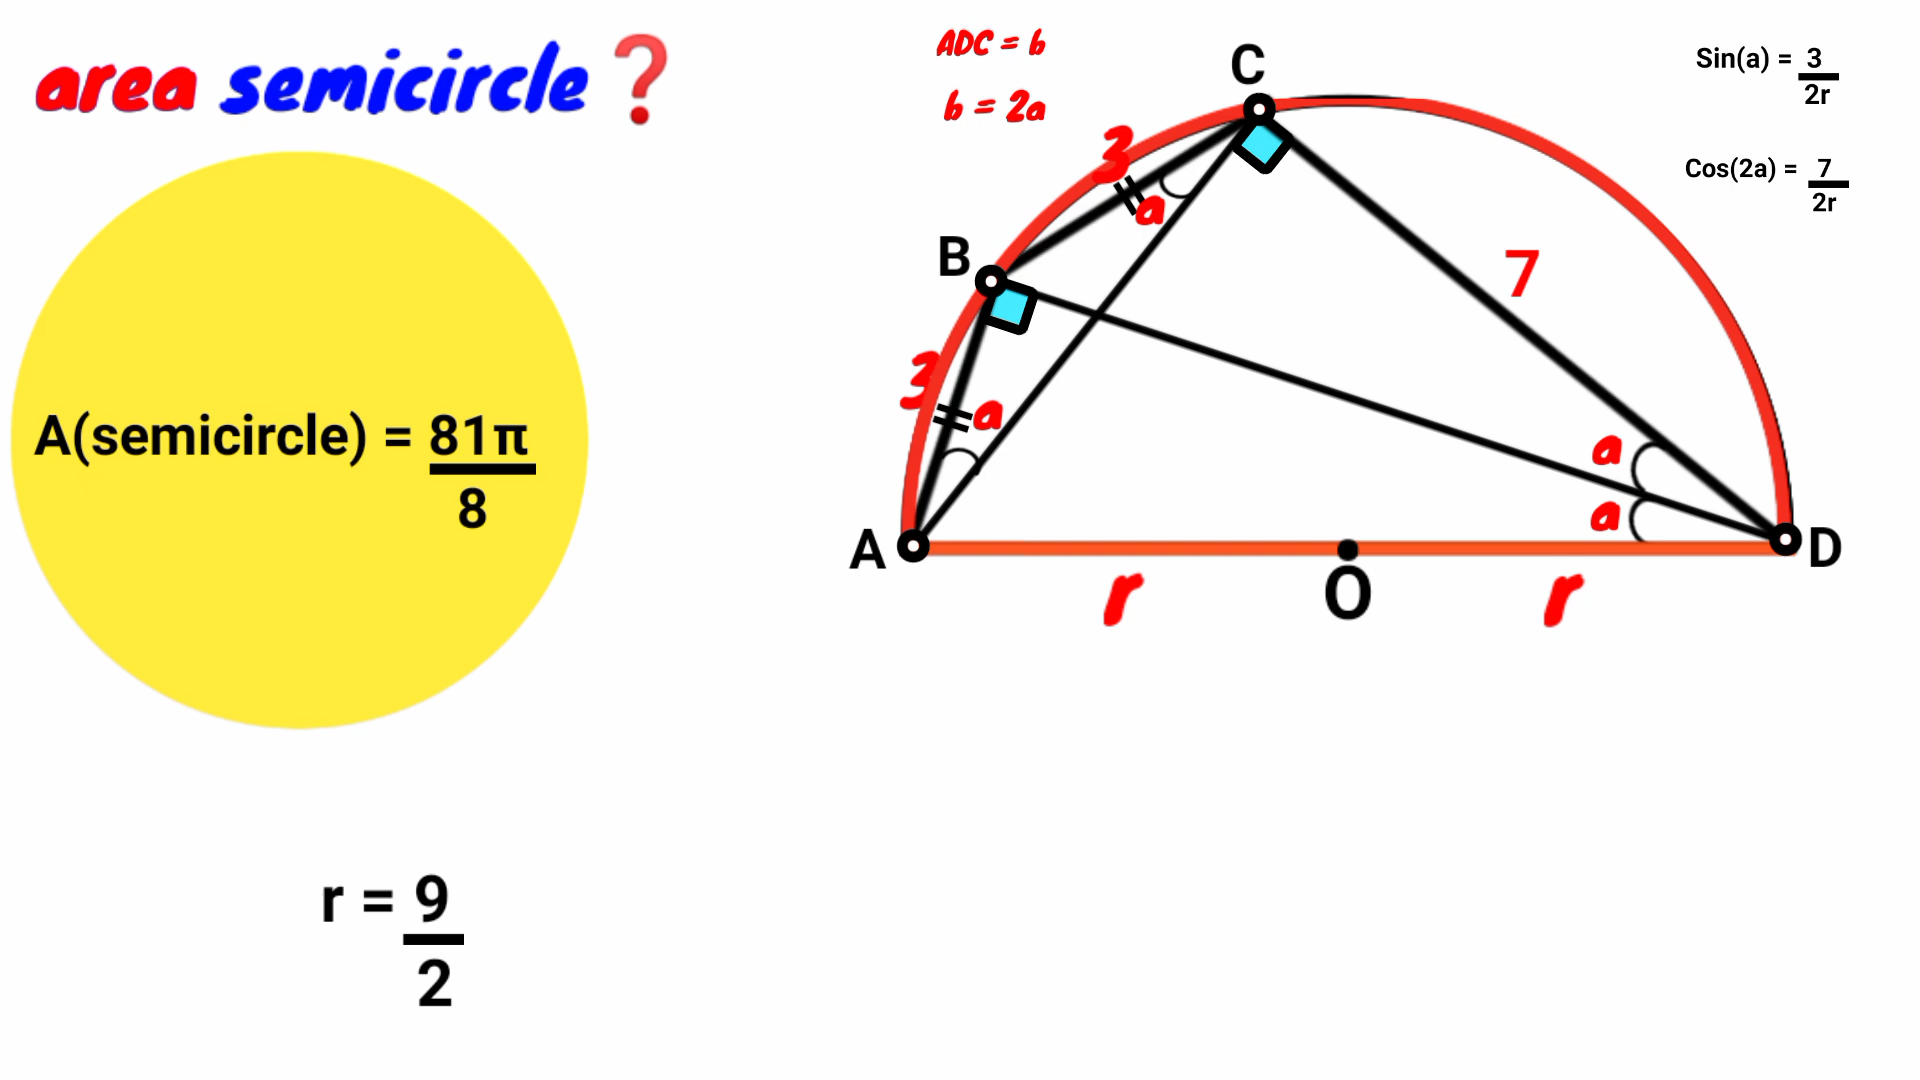 area semicircle❓
A(semicircle) = 81π
8
r = 9
2
ADC = b
b = 2a
Sin(a) = 3
2r
Cos(2a) = 7
2r
C
3
a
B
7
3
a
a
a
A
D
r
O
r